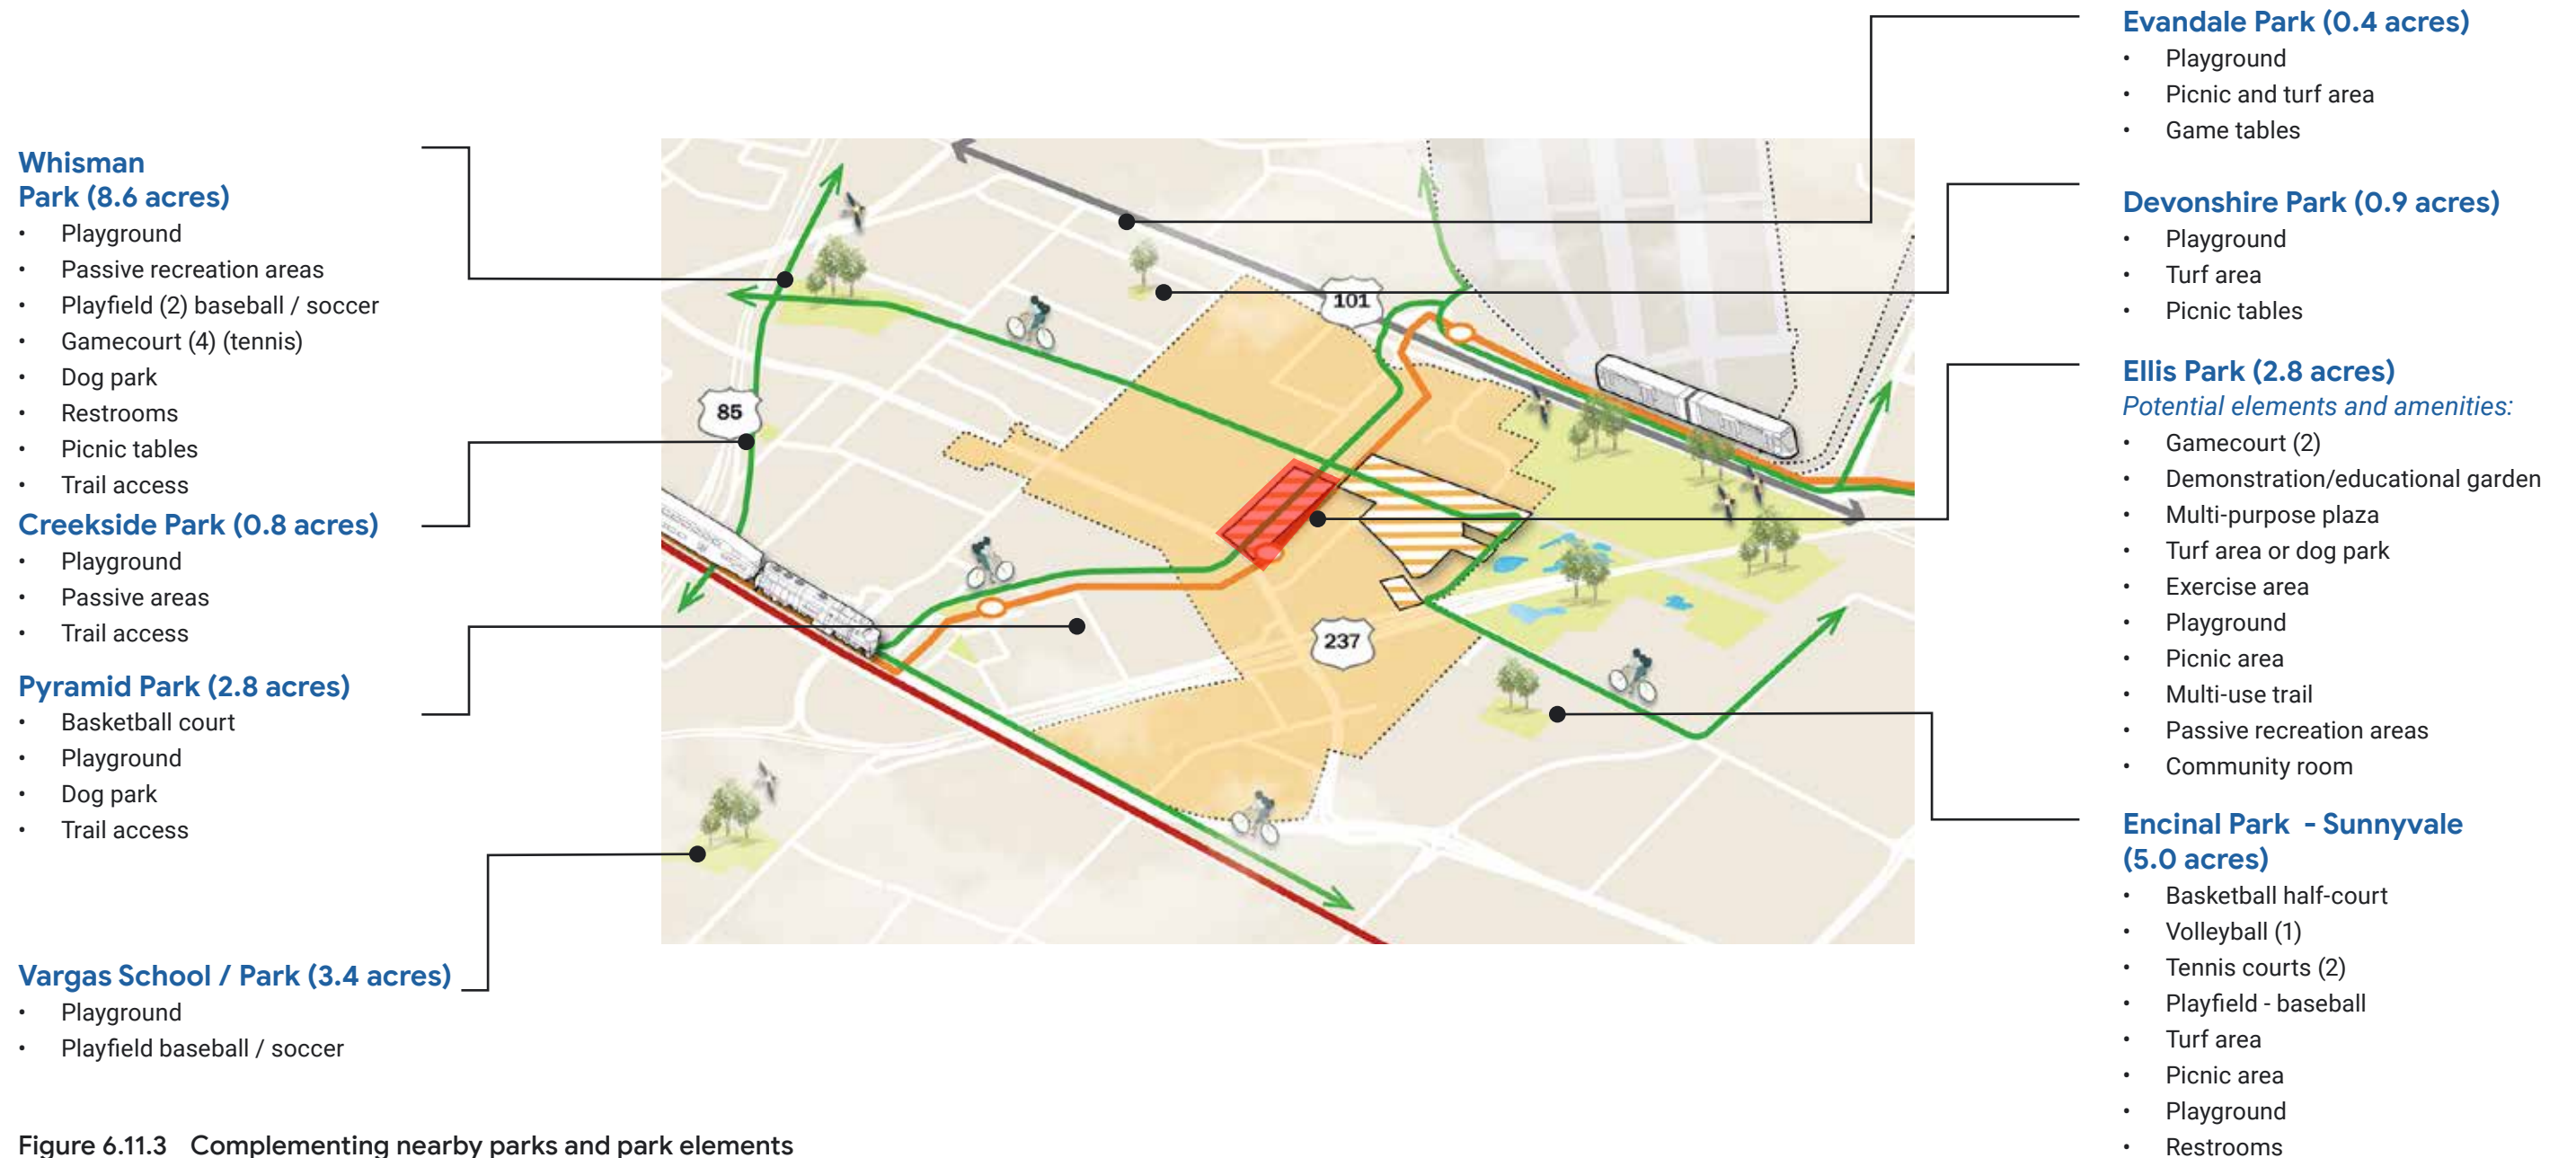 Whisman
Park (8.6 acres)
• Playground
• Passive recreation areas
• Playfield (2) baseball / soccer
• Gamecourt (4) (tennis)
• Dog park
• Restrooms
• Picnic tables
• Trail access
Creekside Park (0.8 acres)
• Playground
• Passive areas
• Trail access
Pyramid Park (2.8 acres)
• Basketball court
• Playground
• Dog park
• Trail access
Vargas School / Park (3.4 acres)
• Playground
• Playfield baseball / soccer
101
85
237
Evandale Park (0.4 acres)
• Playground
• Picnic and turf area
• Game tables
Devonshire Park (0.9 acres)
• Playground
• Turf area
• Picnic tables
Ellis Park (2.8 acres)
Potential elements and amenities:
• Gamecourt (2)
• Demonstration/educational garden
• Multi-purpose plaza
• Turf area or dog park
• Exercise area
• Playground
• Picnic area
• Multi-use trail
• Passive recreation areas
• Community room
Encinal Park - Sunnyvale
(5.0 acres)
• Basketball half-court
• Volleyball (1)
• Tennis courts (2)
• Playfield - baseball
• Turf area
• Picnic area
• Playground
• Restrooms
Figure 6.11.3 Complementing nearby parks and park elements